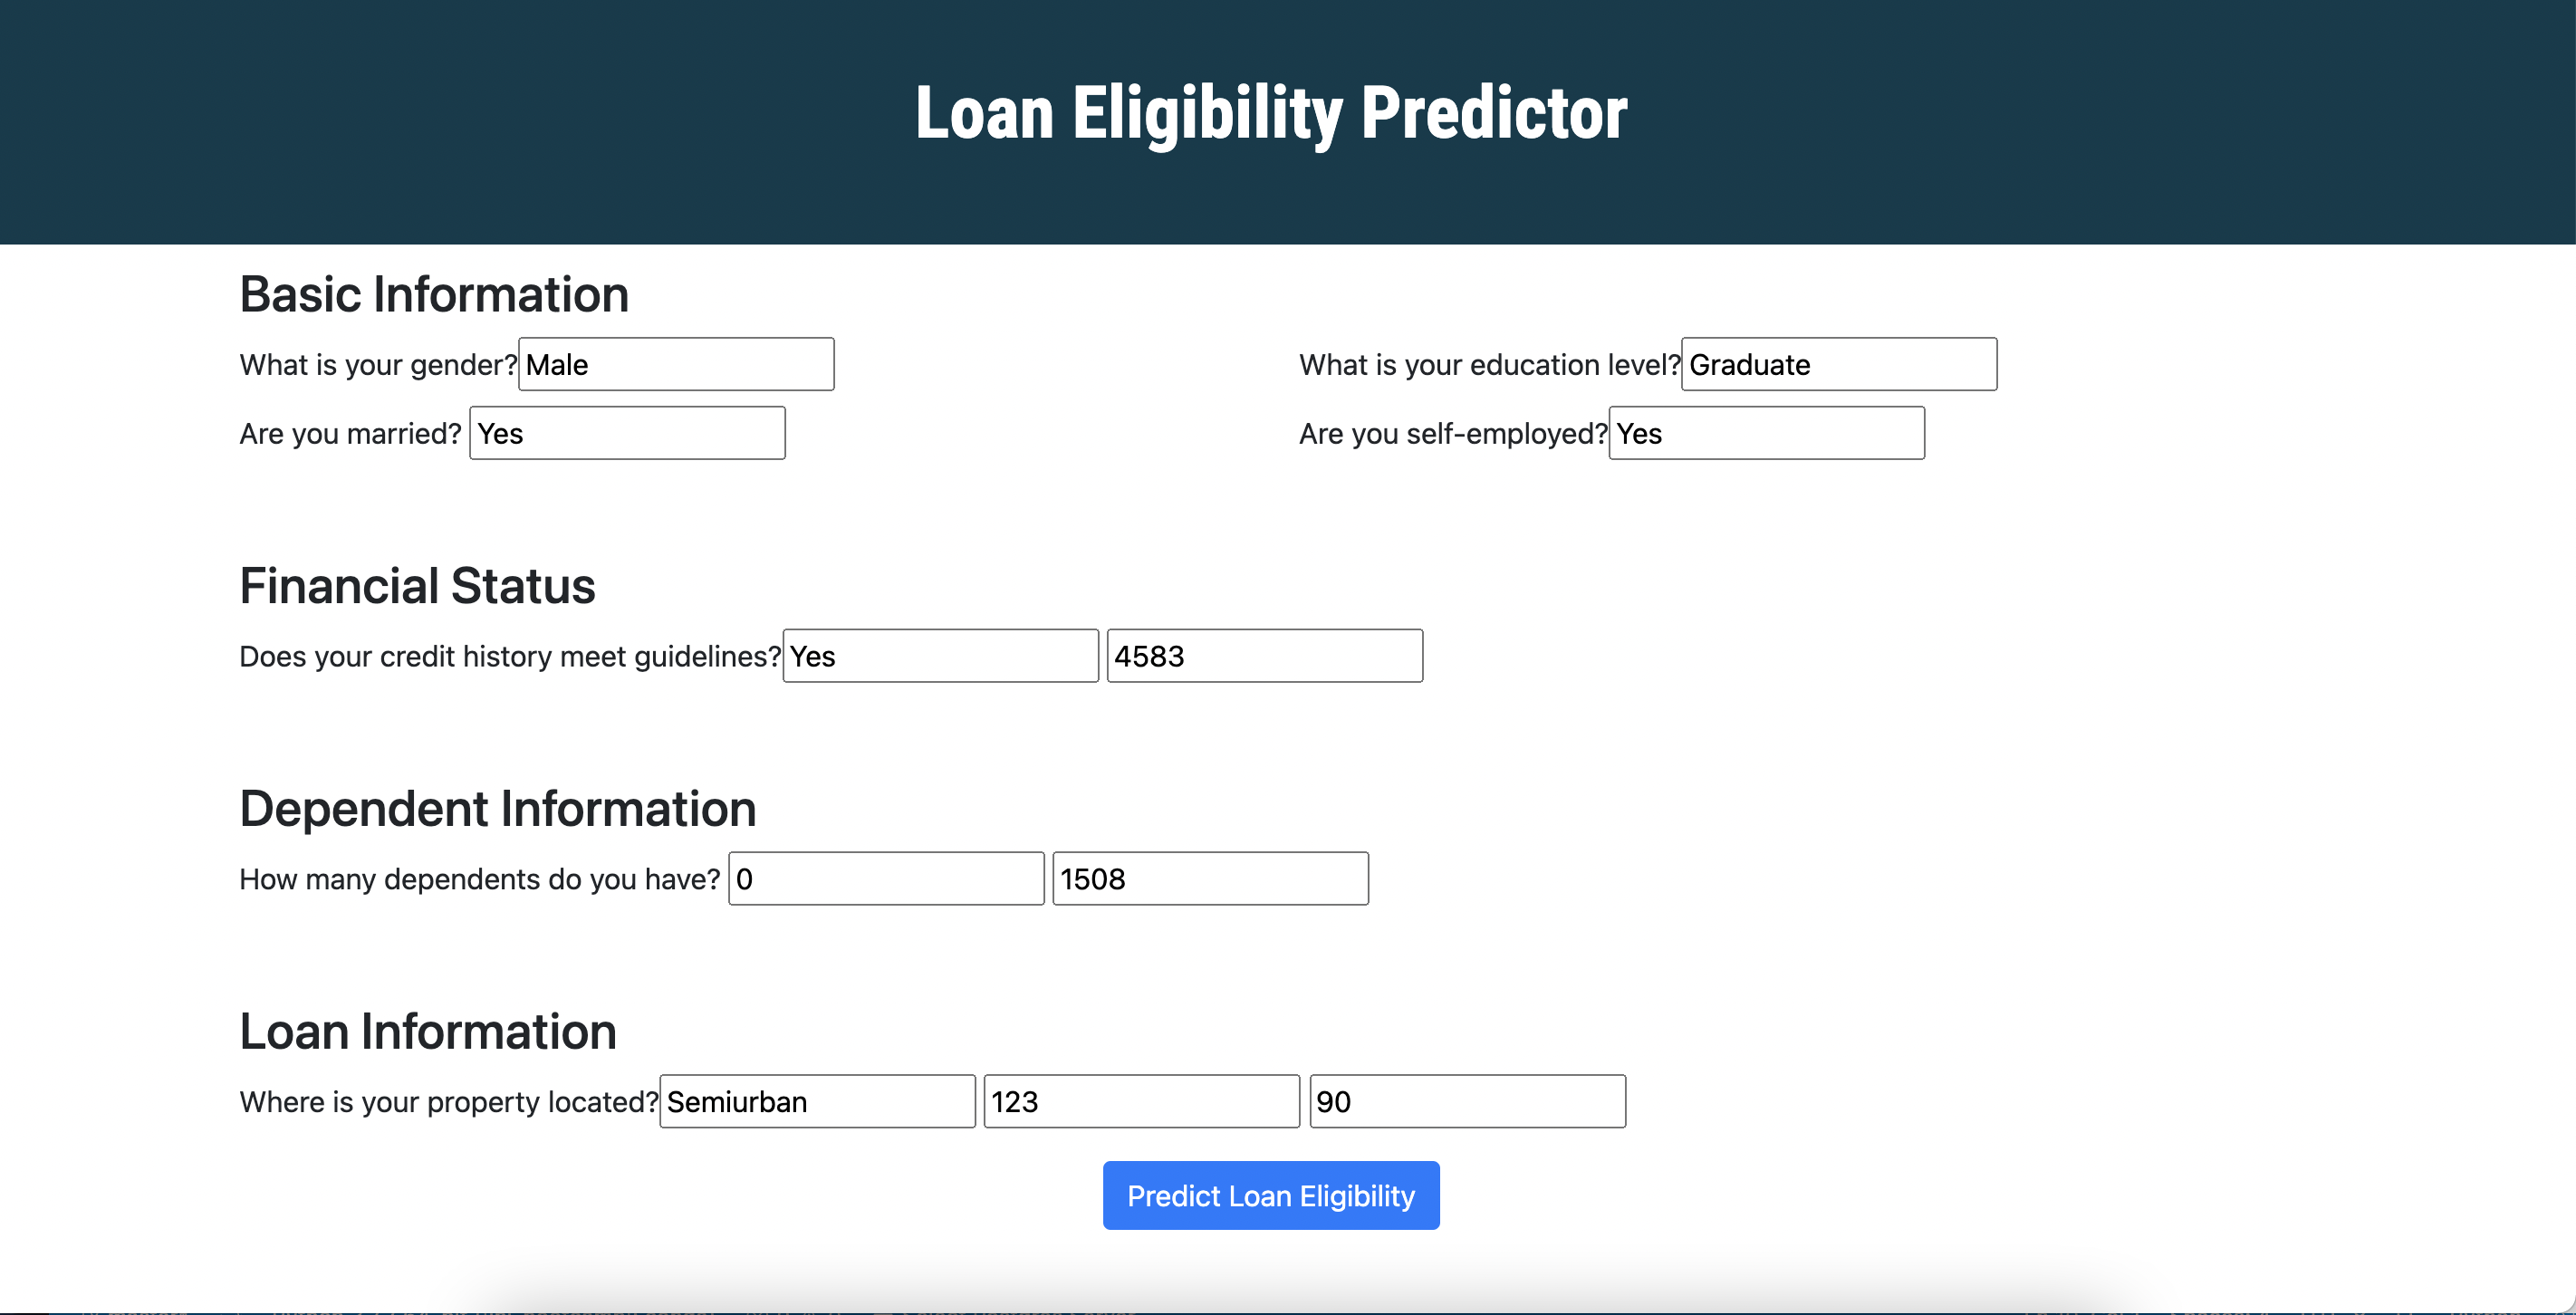 Loan Eligibility Predictor
Basic Information
What is your gender? Male What is your education level? Graduate
Are you married? Yes Are you self-employed? Yes
Financial Status
Does your credit history meet guidelines? Yes 4583
Dependent Information
How many dependents do you have? 0 1508
Loan Information
Where is your property located? Semiurban 123 90
Predict Loan Eligibility